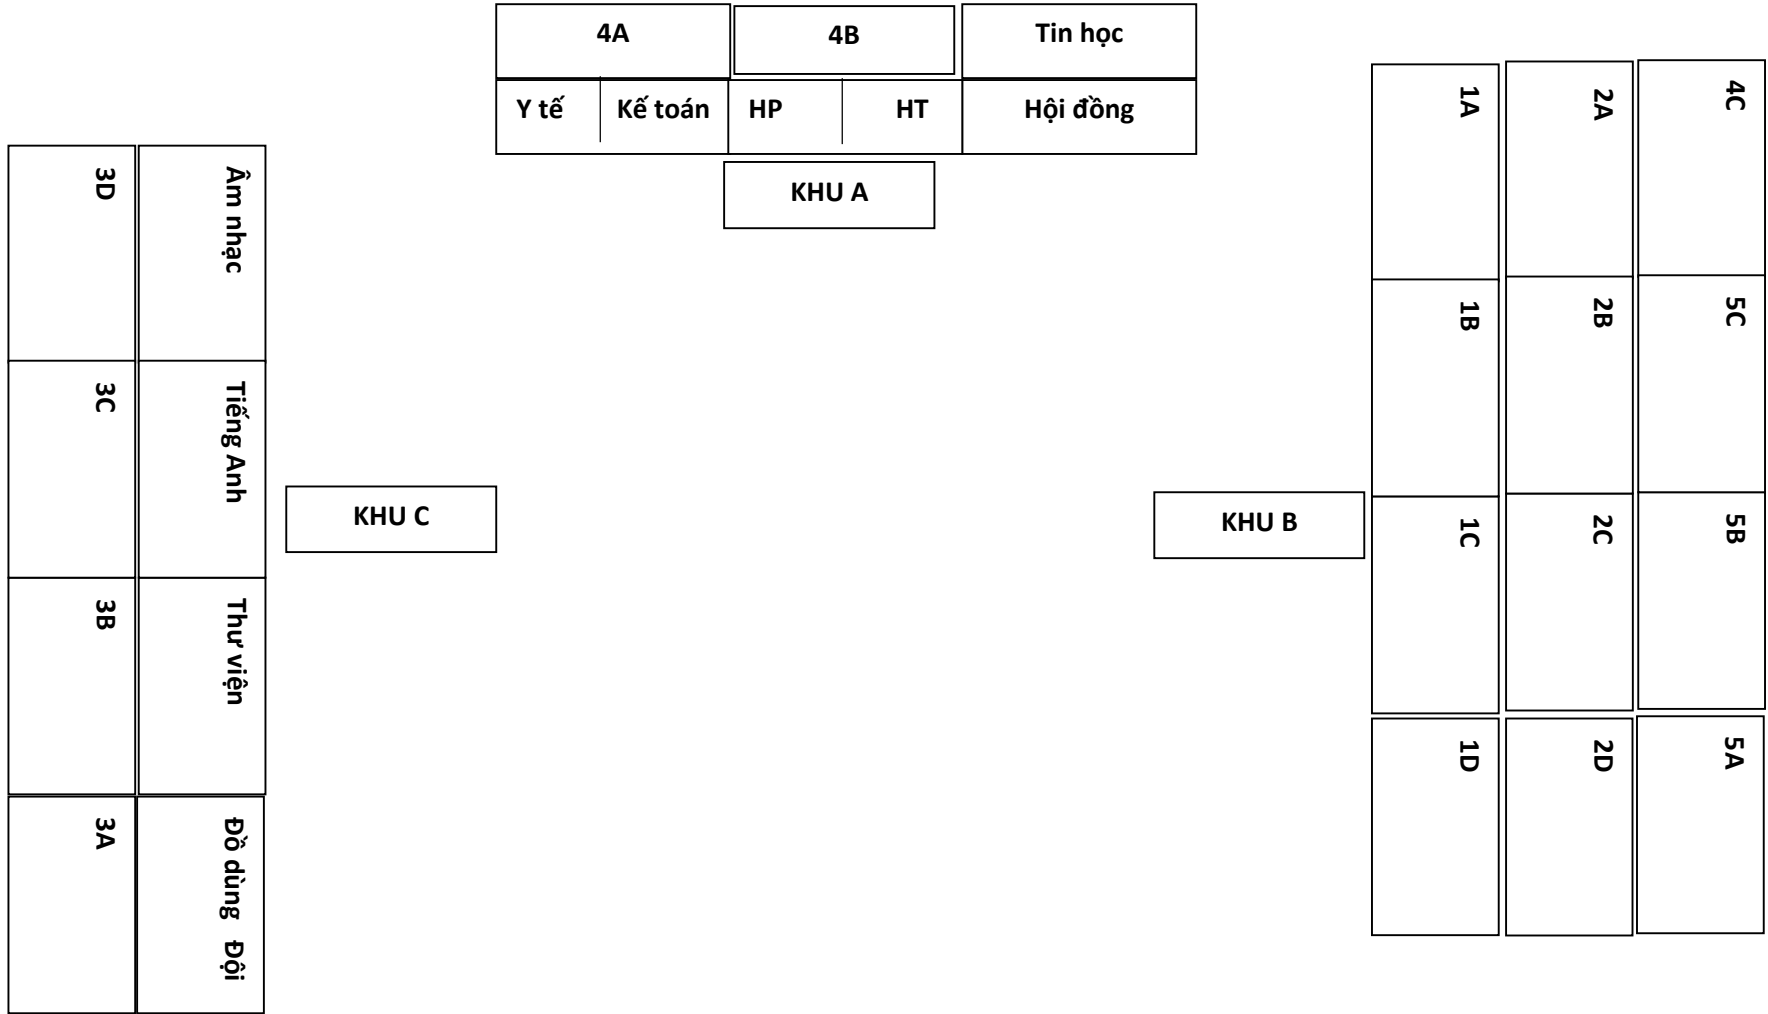 4A
4B
Tin học
Y tế
Kế toán
HP
HT
Hội đồng
KHU A
3D
Âm nhạc
3C
Tiếng Anh
3B
Thư viện
3A
Đồ dùng Đội
KHU C
KHU B
1A
2A
4C
1B
2B
5C
1C
2C
5B
1D
2D
5A